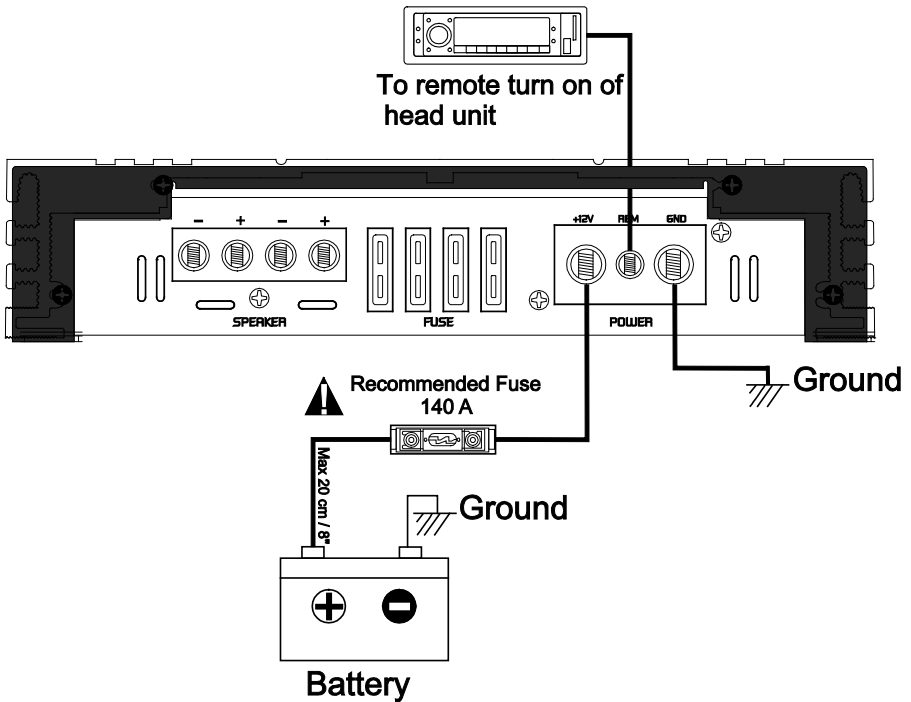 To remote turn on of
head unit
- + - +
+12V REM GND
SPEAKER FUSE POWER
Recommended Fuse
140 A
Ground
Max 20 cm / 8"
Ground
Battery